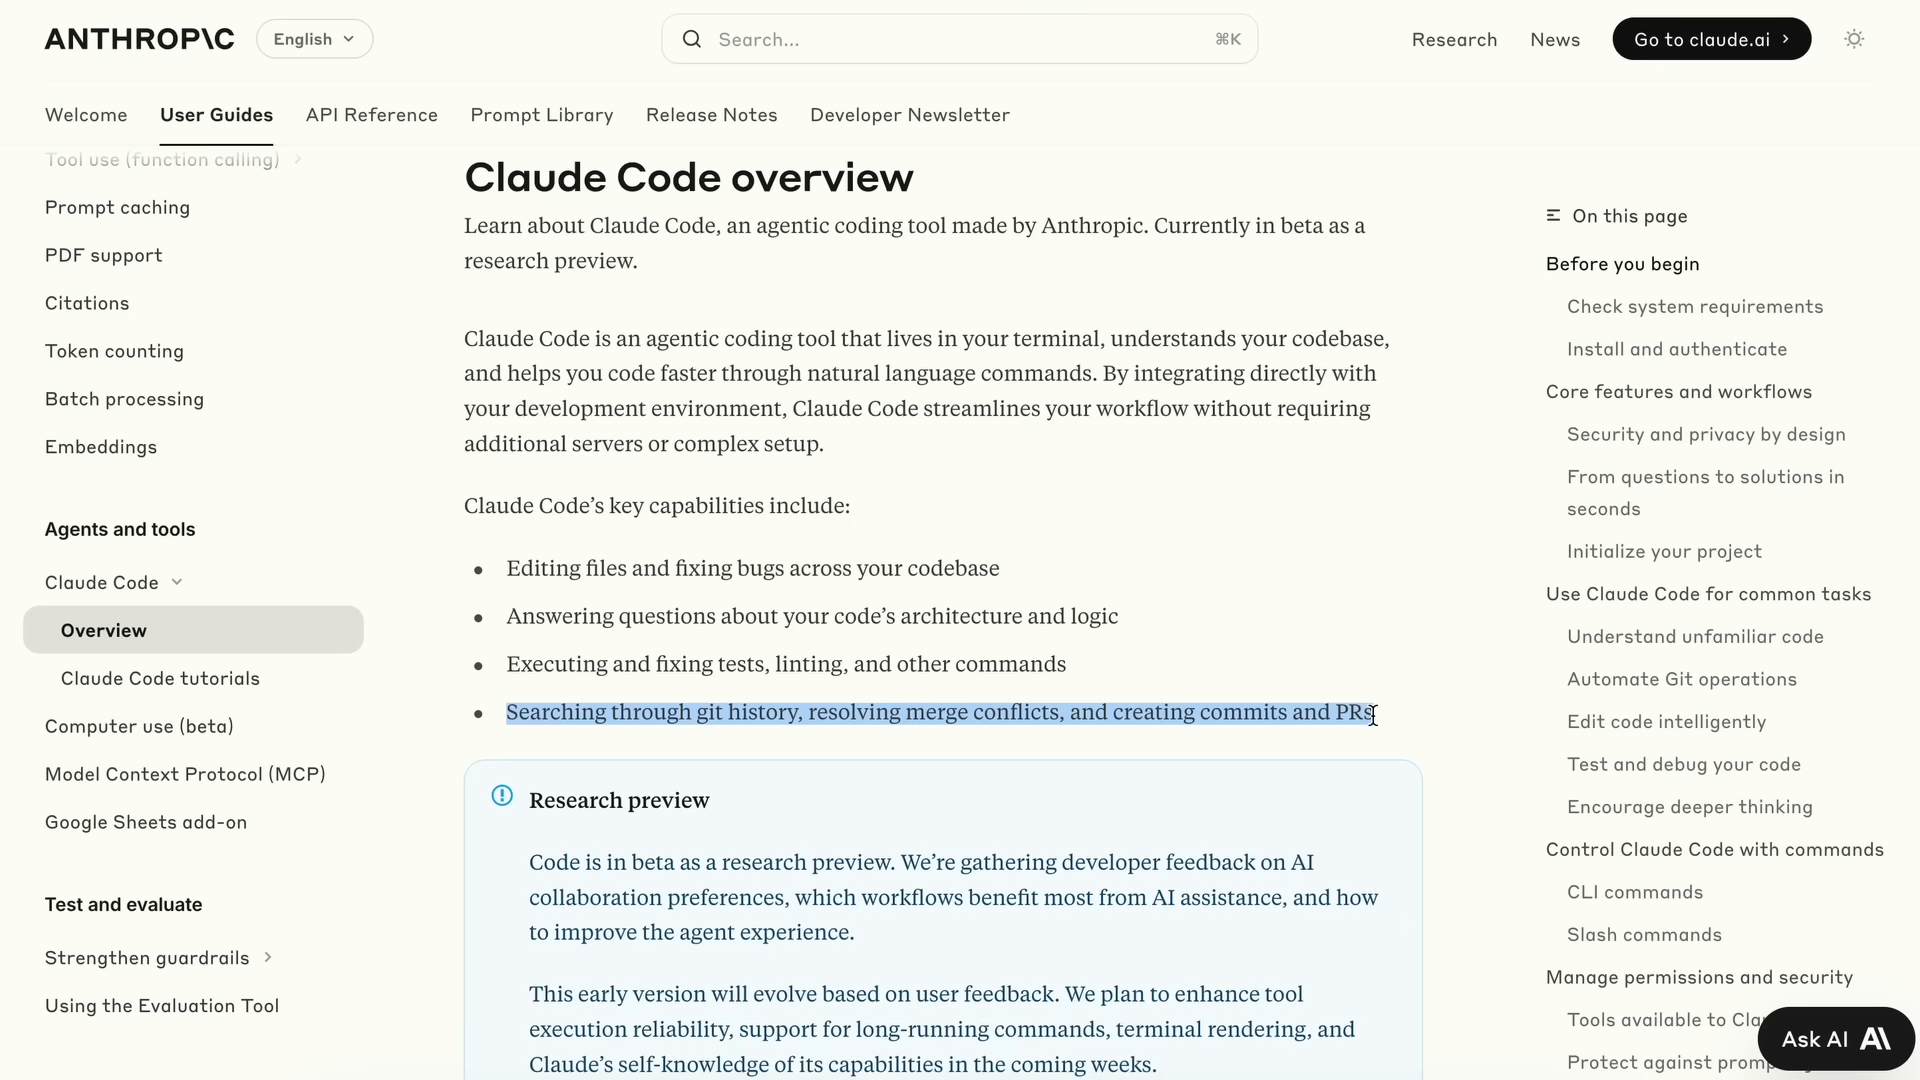 ANTHROP\C
English
Search...
⌘K
Research
News
Go to claude.ai
Welcome
User Guides
API Reference
Prompt Library
Release Notes
Developer Newsletter
Tool use (function calling)
Prompt caching
PDF support
Citations
Token counting
Batch processing
Embeddings
Agents and tools
Claude Code
Overview
Claude Code tutorials
Computer use (beta)
Model Context Protocol (MCP)
Google Sheets add-on
Test and evaluate
Strengthen guardrails
Using the Evaluation Tool
Claude Code overview
Learn about Claude Code, an agentic coding tool made by Anthropic. Currently in beta as a
research preview.
Claude Code is an agentic coding tool that lives in your terminal, understands your codebase,
and helps you code faster through natural language commands. By integrating directly with
your development environment, Claude Code streamlines your workflow without requiring
additional servers or complex setup.
Claude Code’s key capabilities include:
• Editing files and fixing bugs across your codebase
• Answering questions about your code’s architecture and logic
• Executing and fixing tests, linting, and other commands
• Searching through git history, resolving merge conflicts, and creating commits and PRs
Research preview
Code is in beta as a research preview. We’re gathering developer feedback on AI
collaboration preferences, which workflows benefit most from AI assistance, and how
to improve the agent experience.
This early version will evolve based on user feedback. We plan to enhance tool
execution reliability, support for long-running commands, terminal rendering, and
Claude’s self-knowledge of its capabilities in the coming weeks.
On this page
Before you begin
Check system requirements
Install and authenticate
Core features and workflows
Security and privacy by design
From questions to solutions in
seconds
Initialize your project
Use Claude Code for common tasks
Understand unfamiliar code
Automate Git operations
Edit code intelligently
Test and debug your code
Encourage deeper thinking
Control Claude Code with commands
CLI commands
Slash commands
Manage permissions and security
Tools available to
Protect against
Ask AI